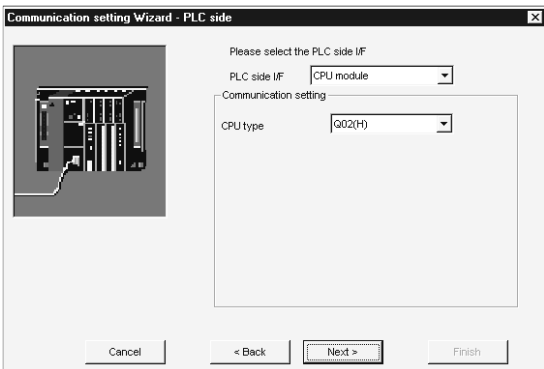 Communication setting Wizard - PLC side
Please select the PLC side I/F
PLC side I/F CPU module
Communication setting
CPU type Q02(H)
Cancel < Back Next > Finish